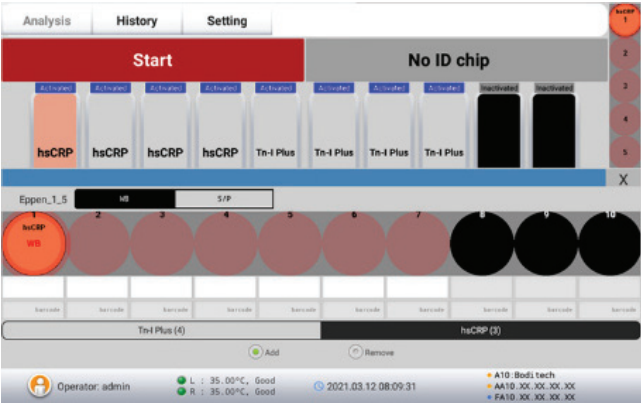 Analysis History Setting
hsCRP
1
Start No ID chip
2
Activated Activated Activated Activated Activated Activated Activated Activated Inactivated Inactivated
3
4
hsCRP hsCRP hsCRP hsCRP Tn-I Plus Tn-I Plus Tn-I Plus Tn-I Plus
5
X
Eppen_1_5 WB S/P
1 2 3 4 5 6 7 8 9 10
hsCRP
WB
barcode barcode barcode barcode barcode barcode barcode barcode barcode barcode
Tn-I Plus (4) hsCRP (3)
Add Remove
Operator: admin
L : 35.00°C, Good
R : 35.00°C, Good
2021.03.12 08:09:31
A10:Boditech
AA10.XX.XX.XX.XX
FA10.XX.XX.XX.XX